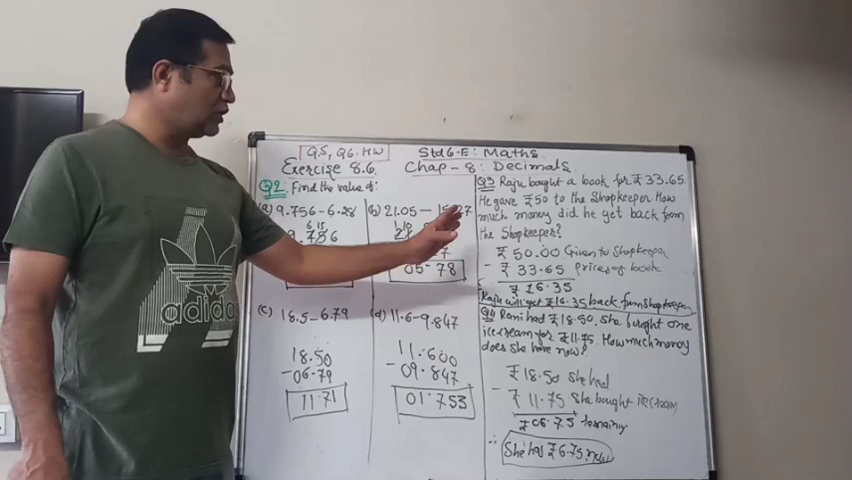 Q.5, Q6. HW
Std 6-E: Maths
Exercise 8.6.
Chap-8: Decimals.
Q2 Find the value of:
(a) 9.756-6.28
9.756
(b) 21.05-
05.78
(c) 18.5-6.79
18.50
-06.79
11.71
(d) 11.6-9.847
11.600
-09.847
01.753
Q3 Raju bought a book for ₹33.65.
He gave ₹50 to the Shopkeeper. How
much money did he get back from
the Shopkeeper?
₹50.00 Given to Shopkeeper
- ₹33.65 price of book
₹16.35
Raju will get ₹16.35 back from shopkeeper
Q4 Rani had ₹18.50, She bought one
ice-cream for ₹11.75. How much money
does She have now?
₹18.50 She had
- ₹11.75 She bought ice-cream
₹06.75 remaining
∴ She has ₹6.75 now
adidas